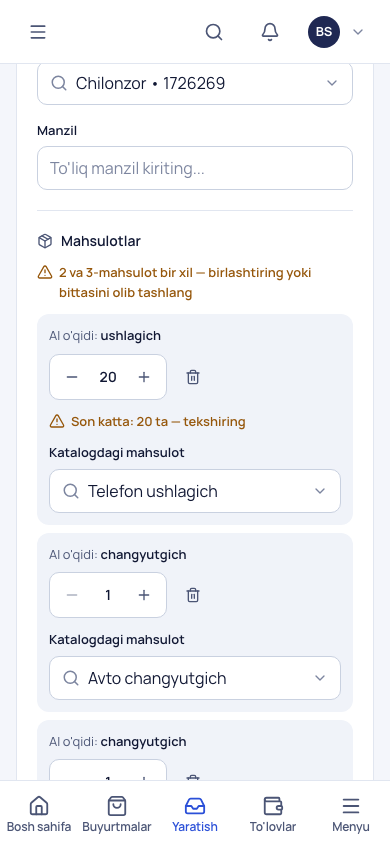 BS
Chilonzor • 1726269
Manzil
To'liq manzil kiriting...
Mahsulotlar
2 va 3-mahsulot bir xil — birlashtiring yoki
bittasini olib tashlang
AI o'qidi: ushlagich
20
Son katta: 20 ta — tekshiring
Katalogdagi mahsulot
Telefon ushlagich
AI o'qidi: changyutgich
1
Katalogdagi mahsulot
Avto changyutgich
AI o'qidi: changyutgich
Bosh sahifa
Buyurtmalar
Yaratish
To'lovlar
Menyu